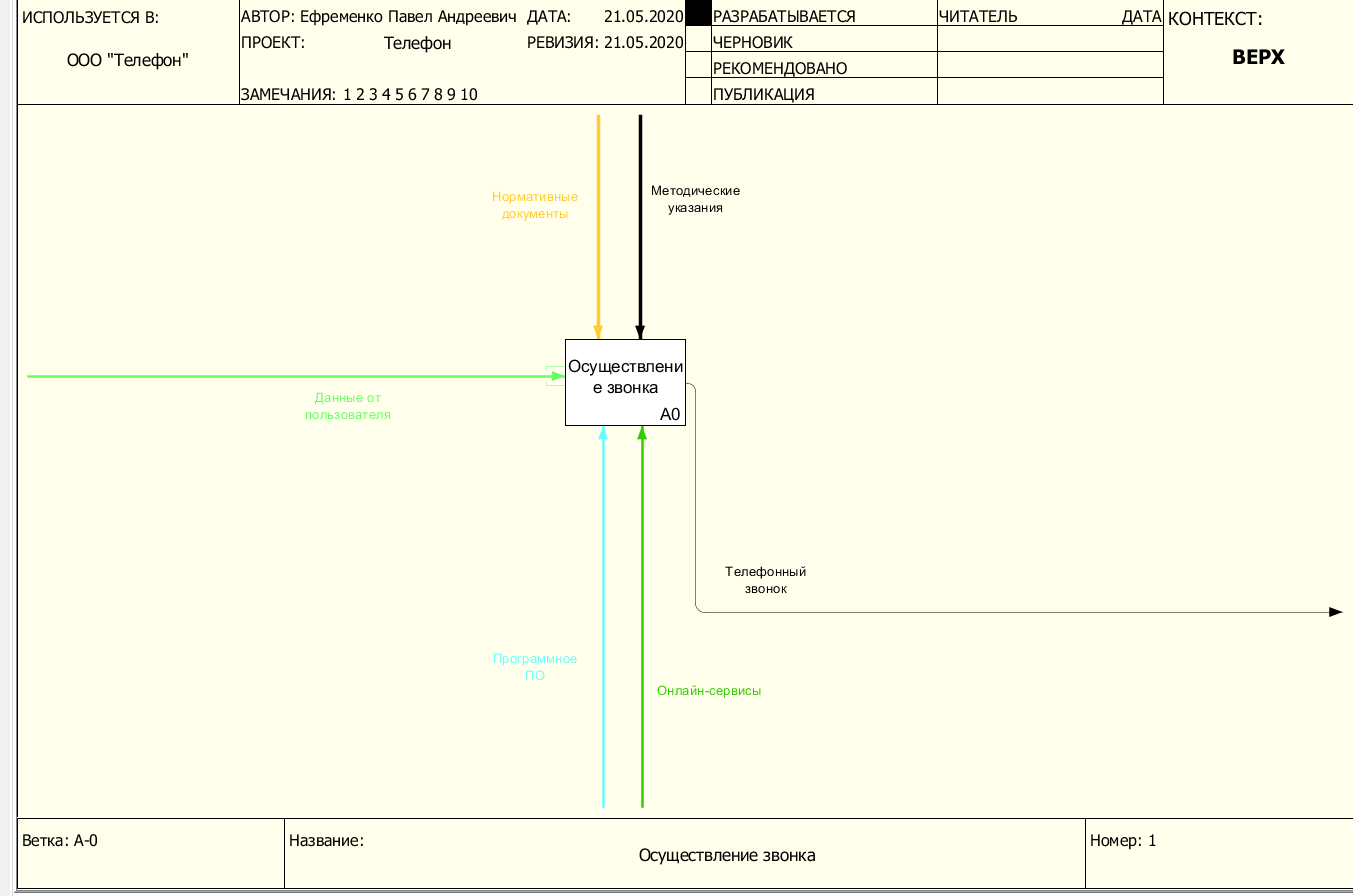 ИСПОЛЬЗУЕТСЯ В:
ООО "Телефон"
АВТОР: Ефременко Павел Андреевич ДАТА: 21.05.2020
ПРОЕКТ: Телефон РЕВИЗИЯ: 21.05.2020
ЗАМЕЧАНИЯ: 1 2 3 4 5 6 7 8 9 10
РАЗРАБАТЫВАЕТСЯ
ЧЕРНОВИК
РЕКОМЕНДОВАНО
ПУБЛИКАЦИЯ
ЧИТАТЕЛЬ ДАТА
КОНТЕКСТ:
ВЕРХ
Нормативные
документы
Методические
указания
Осуществлени
е звонка
A0
Данные от
пользователя
Телефонный
звонок
Программное
ПО
Онлайн-сервисы
Ветка: A-0
Название:
Осуществление звонка
Номер: 1